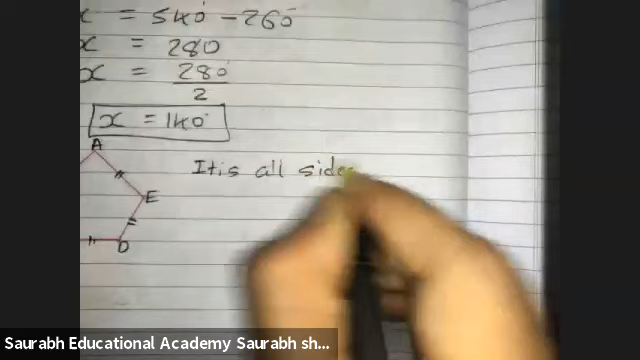 x = 540° - 260°
x = 280
x = 280°
2
x = 140°
A
It is all side
E
D
Saurabh Educational Academy Saurabh sh...